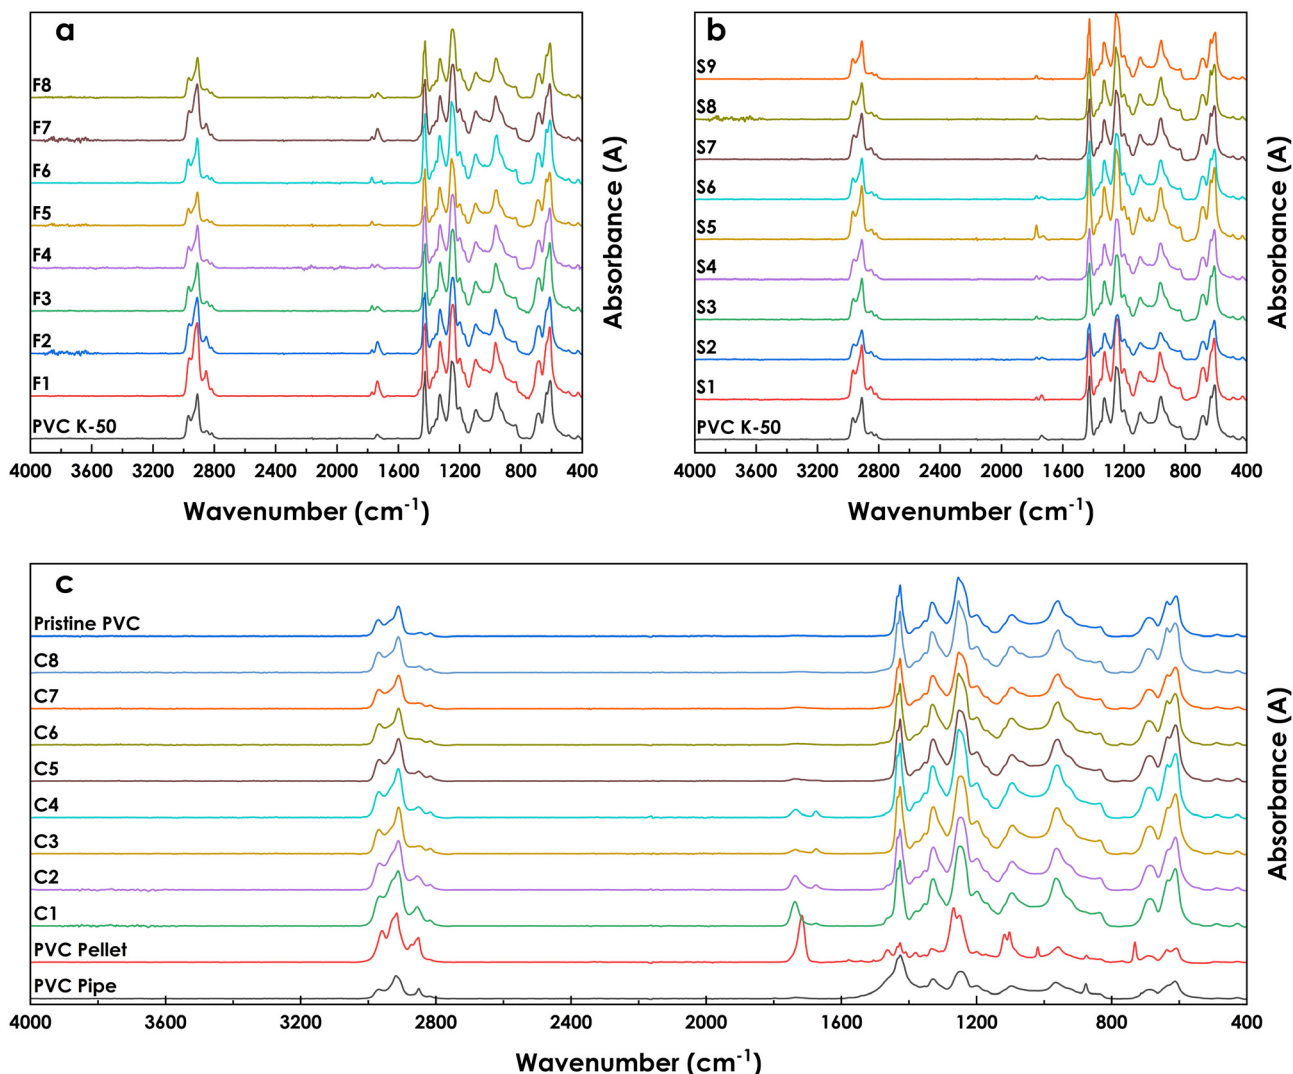 a
F8
F7
F6
F5
F4
F3
F2
F1
PVC K-50
4000 3600 3200 2800 2400 2000 1600 1200 800 400
Wavenumber (cm⁻¹)
Absorbance (A)
b
S9
S8
S7
S6
S5
S4
S3
S2
S1
PVC K-50
4000 3600 3200 2800 2400 2000 1600 1200 800 400
Wavenumber (cm⁻¹)
Absorbance (A)
c
Pristine PVC
C8
C7
C6
C5
C4
C3
C2
C1
PVC Pellet
PVC Pipe
4000 3600 3200 2800 2400 2000 1600 1200 800 400
Wavenumber (cm⁻¹)
Absorbance (A)